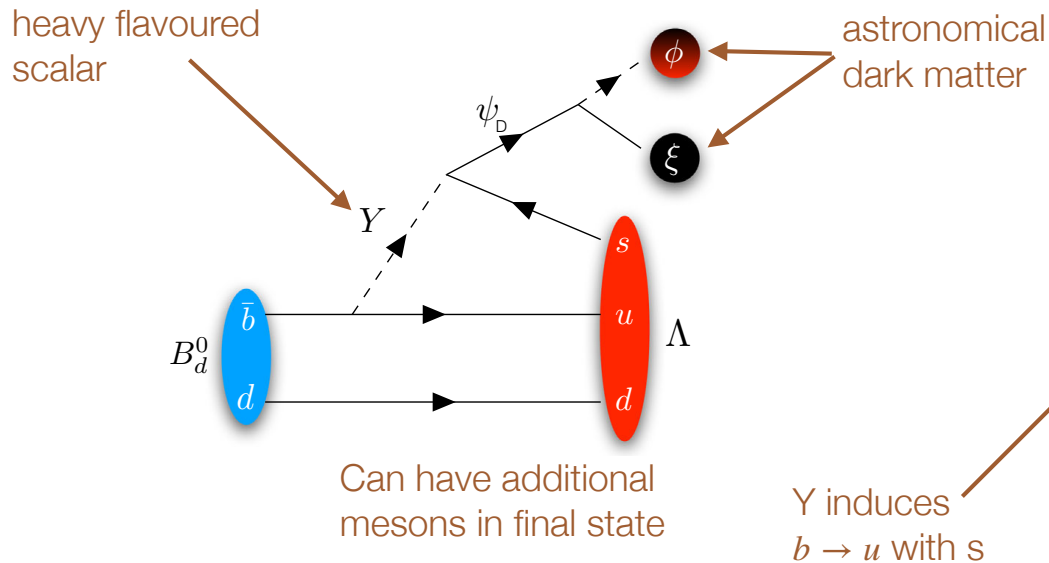 heavy flavoured
scalar
astronomical
dark matter
ϕ
ψ_D
ξ
Y
s
b̄
u
Λ
B_d^0
d
d
Can have additional
mesons in final state
Y induces
b → u with s